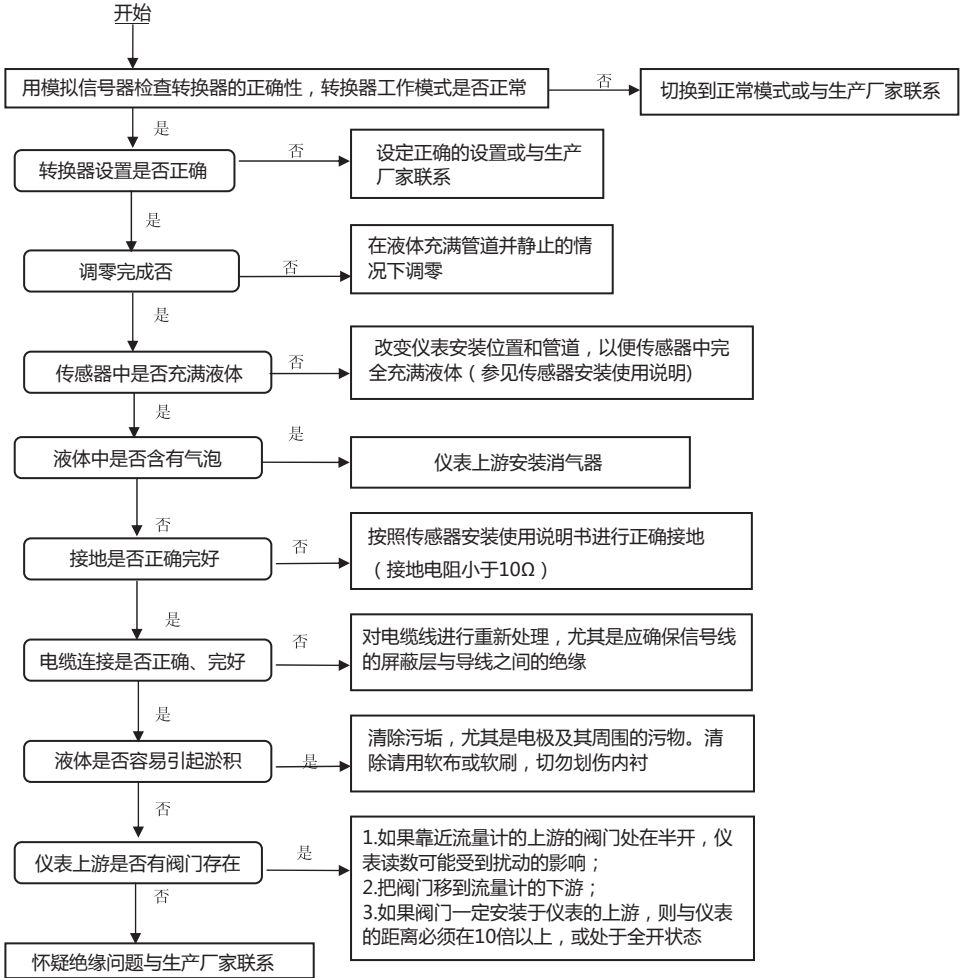 开始
用模拟信号器检查转换器的正确性，转换器工作模式是否正常
否
切换到正常模式或与生产厂家联系
是
转换器设置是否正确
否
设定正确的设置或与生产
厂家联系
是
调零完成否
否
在液体充满管道并静止的情
况下调零
是
传感器中是否充满液体
否
改变仪表安装位置和管道，以便传感器中完
全充满液体（参见传感器安装使用说明)
是
液体中是否含有气泡
是
仪表上游安装消气器
否
接地是否正确完好
否
按照传感器安装使用说明书进行正确接地
（接地电阻小于10Ω）
是
电缆连接是否正确、完好
否
对电缆线进行重新处理，尤其是应确保信号线
的屏蔽层与导线之间的绝缘
是
液体是否容易引起淤积
是
清除污垢，尤其是电极及其周围的污物。清
除请用软布或软刷，切勿划伤内衬
否
仪表上游是否有阀门存在
是
1.如果靠近流量计的上游的阀门处在半开，仪
表读数可能受到扰动的影响；
2.把阀门移到流量计的下游；
3.如果阀门一定安装于仪表的上游，则与仪表
的距离必须在10倍以上，或处于全开状态
否
怀疑绝缘问题与生产厂家联系